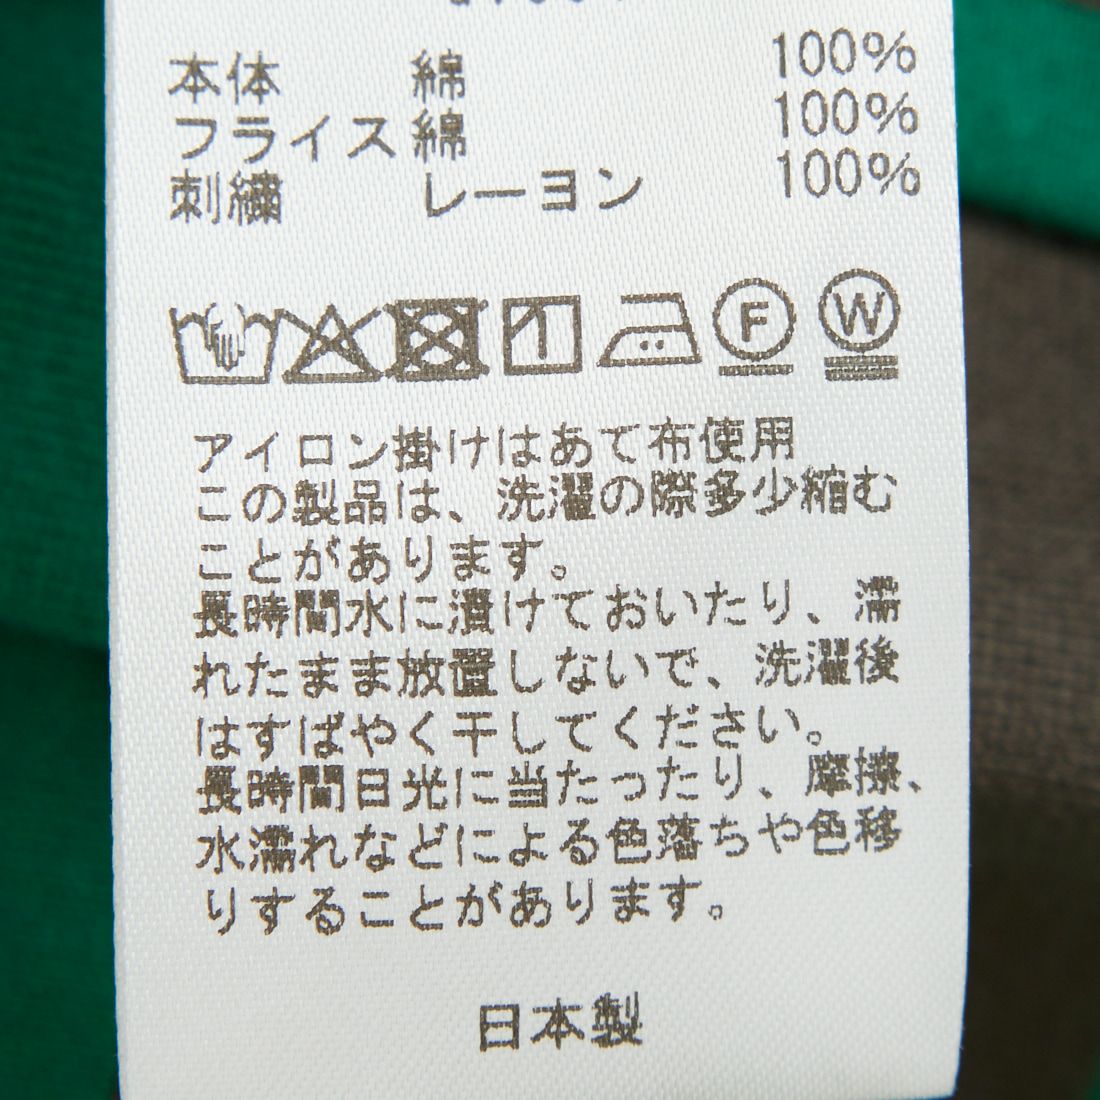 本体 綿 100%
フライス 綿 100%
刺繍 レーヨン 100%
F W
アイロン掛けはあて布使用
この製品は、洗濯の際多少縮む
ことがあります。
長時間水に漬けておいたり、濡
れたまま放置しないで、洗濯後
はすばやく干してください。
長時間日光に当たったり、摩擦、
水濡れなどによる色落ちや色移
りすることがあります。
日本製